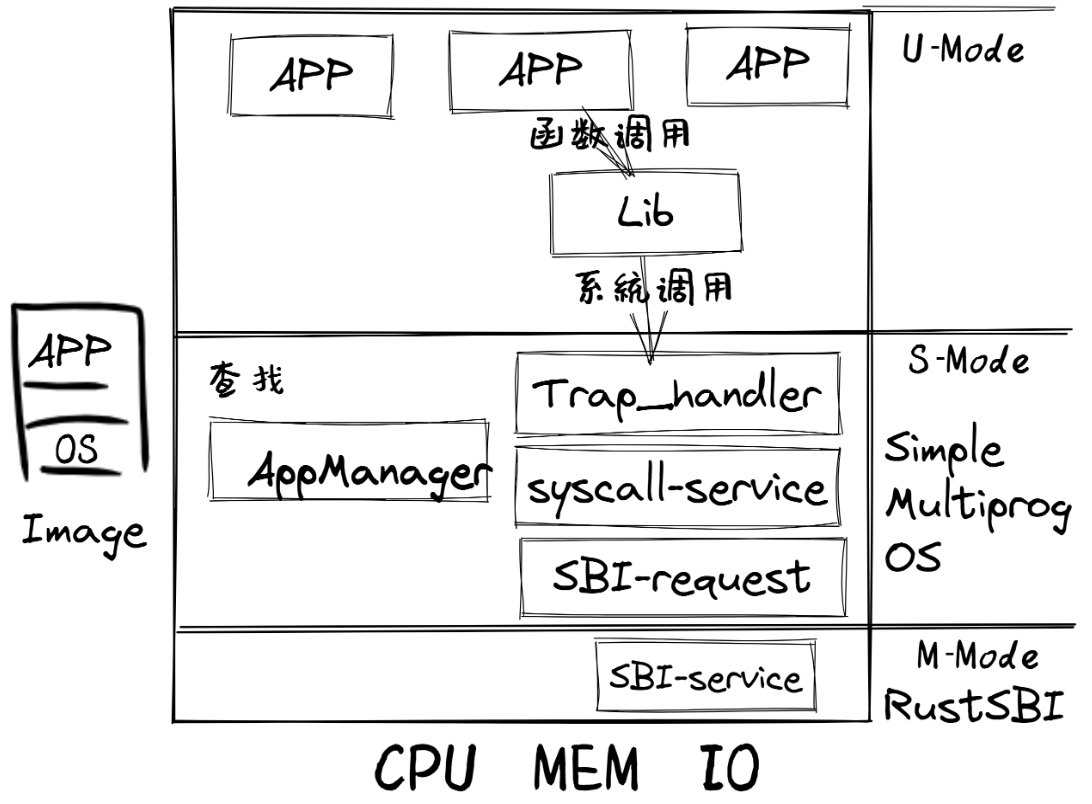 APP
APP
APP
U-Mode
函数调用
Lib
系統调用
APP
OS
Image
查找
AppManager
Trap_handler
syscall-service
SBI-request
S-Mode
Simple
Multiprog
OS
SBI-service
M-Mode
RustSBI
CPU MEM IO